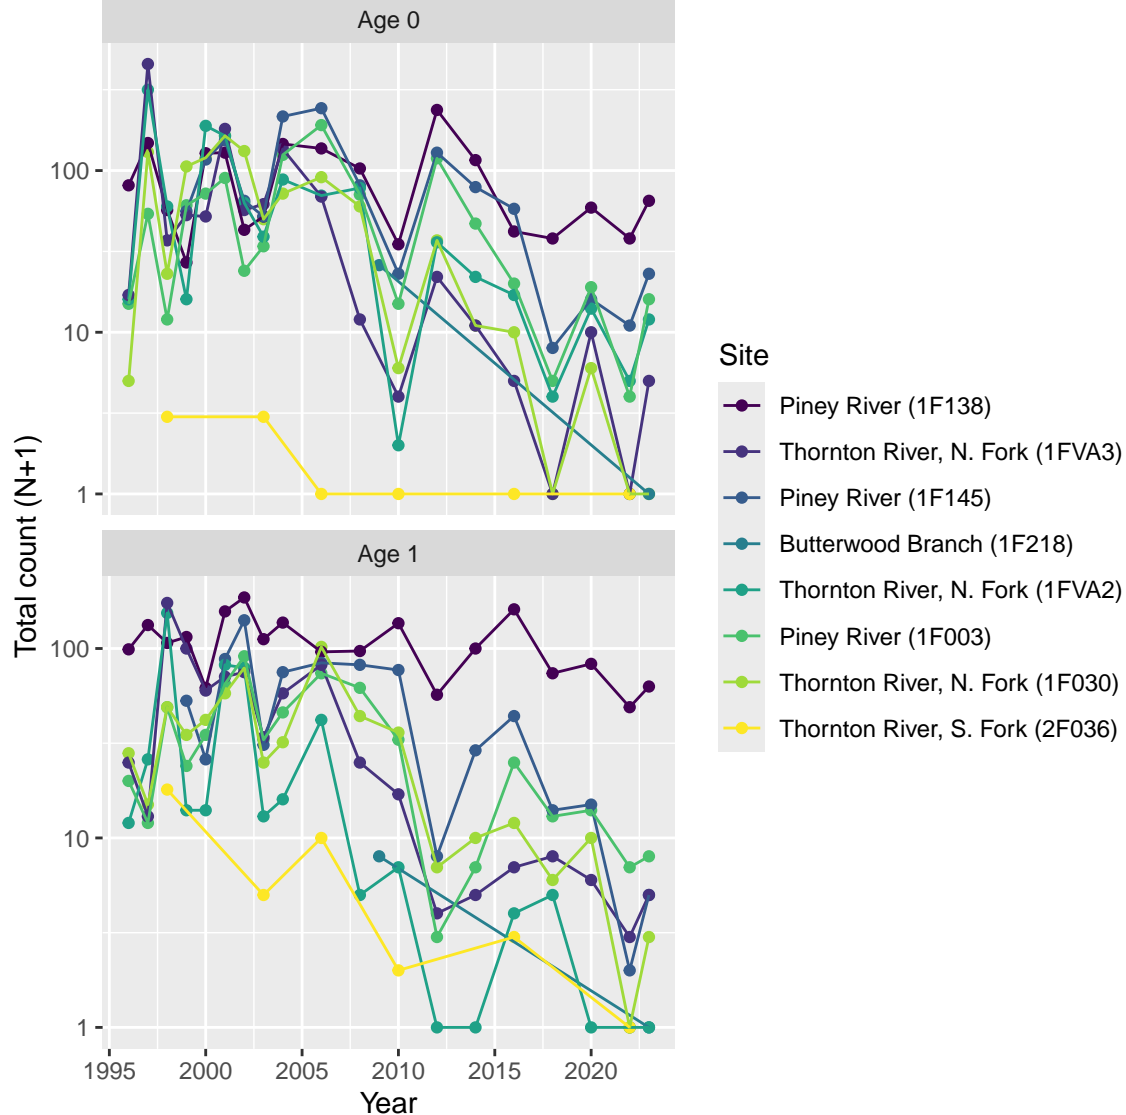 Age 0
100
10
1
Total count (N+1)
Age 1
100
10
1
1995 2000 2005 2010 2015 2020
Year
Site
Piney River (1F138)
Thornton River, N. Fork (1FVA3)
Piney River (1F145)
Butterwood Branch (1F218)
Thornton River, N. Fork (1FVA2)
Piney River (1F003)
Thornton River, N. Fork (1F030)
Thornton River, S. Fork (2F036)